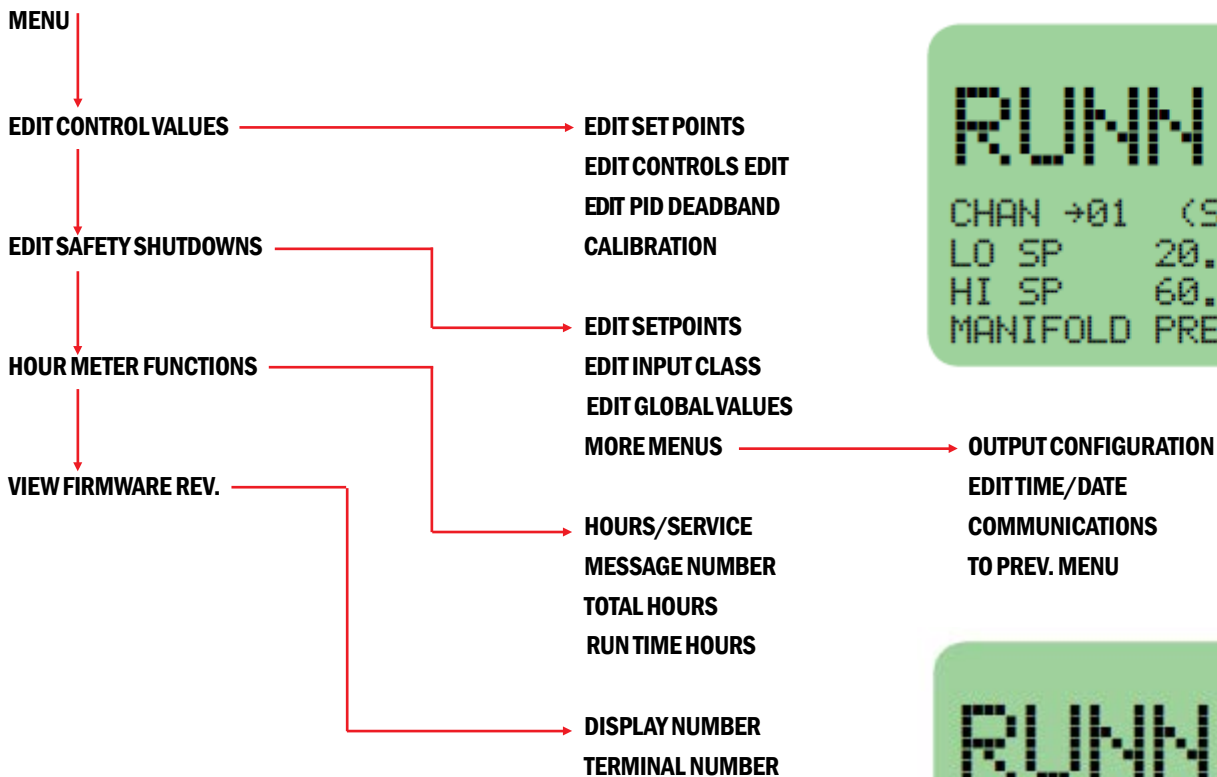 MENU
EDIT CONTROL VALUES
EDIT SAFETY SHUTDOWNS
HOUR METER FUNCTIONS
VIEW FIRMWARE REV.
EDIT SET POINTS
EDIT CONTROLS EDIT
EDIT PID DEADBAND
CALIBRATION
EDIT SETPOINTS
EDIT INPUT CLASS
EDIT GLOBAL VALUES
MORE MENUS
HOURS/SERVICE
MESSAGE NUMBER
TOTAL HOURS
RUN TIME HOURS
DISPLAY NUMBER
TERMINAL NUMBER
OUTPUT CONFIGURATION
EDIT TIME/DATE
COMMUNICATIONS
TO PREV. MENU
RUNN
CHAN →01 (S
LO SP 20.
HI SP 60.
MANIFOLD PRE
RUNN